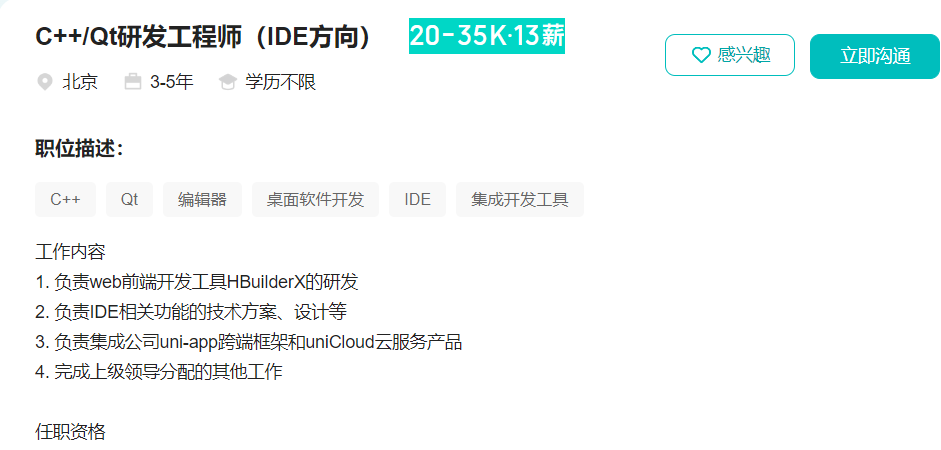 C++/Qt研发工程师（IDE方向） 20-35K·13薪
感兴趣 立即沟通
北京 3-5年 学历不限
职位描述：
C++ Qt 编辑器 桌面软件开发 IDE 集成开发工具
工作内容
1. 负责web前端开发工具HBuilderX的研发
2. 负责IDE相关功能的技术方案、设计等
3. 负责集成公司uni-app跨端框架和uniCloud云服务产品
4. 完成上级领导分配的其他工作
任职资格